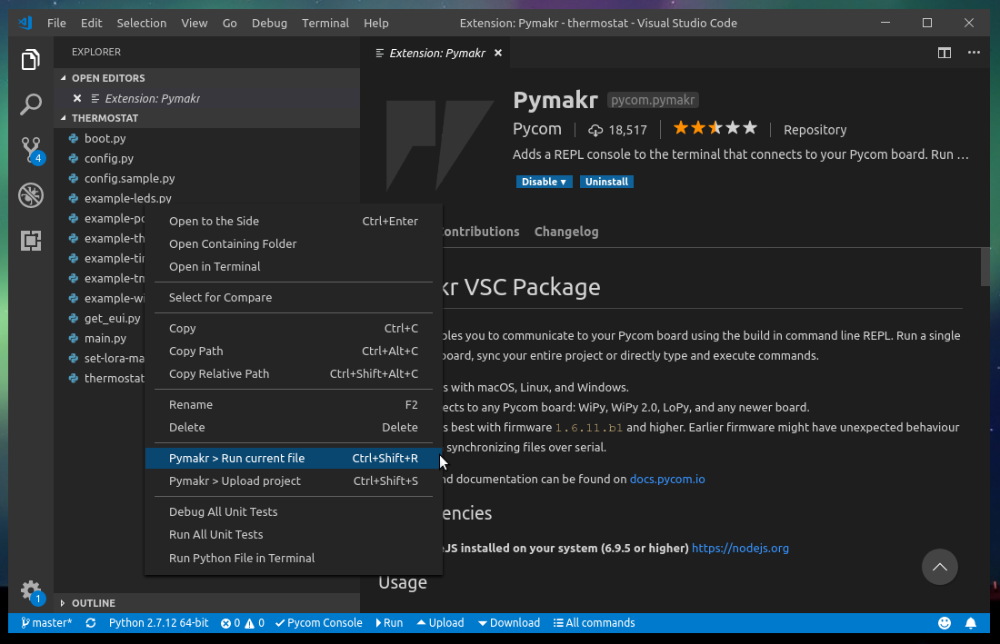 File Edit Selection View Go Debug Terminal Help Extension: Pymakr - thermostat - Visual Studio Code
EXPLORER
OPEN EDITORS
Extension: Pymakr
THERMOSTAT
boot.py
config.py
config.sample.py
example-leds.py
example-po
example-th
example-tir
example-tm
example-wi
get_eui.py
main.py
set-lora-ma
thermostat
OUTLINE
4
1
Open to the Side Ctrl+Enter
Open Containing Folder
Open in Terminal
Select for Compare
Copy Ctrl+C
Copy Path Ctrl+Alt+C
Copy Relative Path Ctrl+Shift+Alt+C
Rename F2
Delete Delete
Pymakr > Run current file Ctrl+Shift+R
Pymakr > Upload project Ctrl+Shift+S
Debug All Unit Tests
Run All Unit Tests
Run Python File in Terminal
Extension: Pymakr
Pymakr pycom.pymakr
Pycom 18,517 Repository
Adds a REPL console to the terminal that connects to your Pycom board. Run ...
Disable Uninstall
ontributions Changelog
kr VSC Package
bles you to communicate to your Pycom board using the build in command line REPL. Run a single
board, sync your entire project or directly type and execute commands.
s with macOS, Linux, and Windows.
ects to any Pycom board: WiPy, WiPy 2.0, LoPy, and any newer board.
s best with firmware 1.6.11.b1 and higher. Earlier firmware might have unexpected behaviour
synchronizing files over serial.
nd documentation can be found on docs.pycom.io
encies
eJS installed on your system (6.9.5 or higher) https://nodejs.org
Usage
master* Python 2.7.12 64-bit 0 0 Pycom Console Run Upload Download All commands